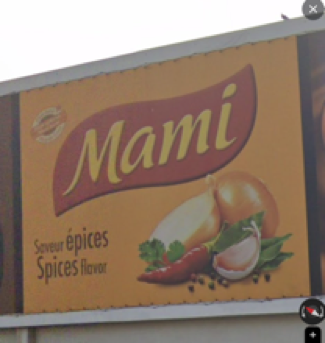 Mami
Saveur épices
Spices flavor